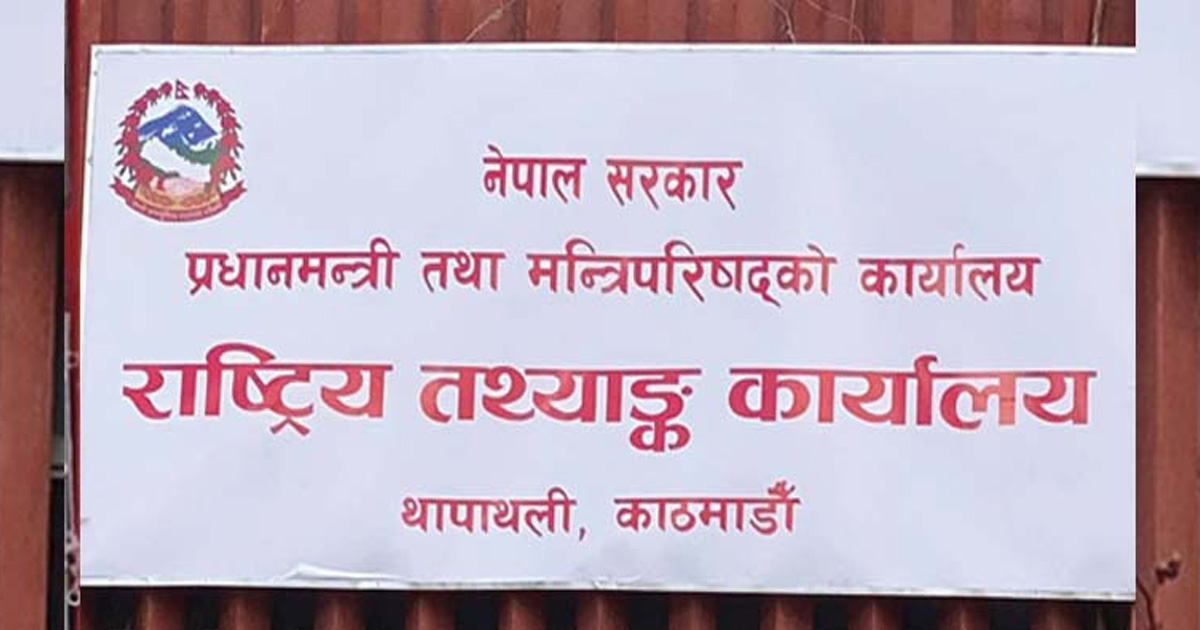 नेपाल सरकार
प्रधानमन्त्री तथा मन्त्रिपरिषद्को कार्यालय
राष्ट्रिय तथ्याङ्क कार्यालय
थापाथली, काठमाडौँ